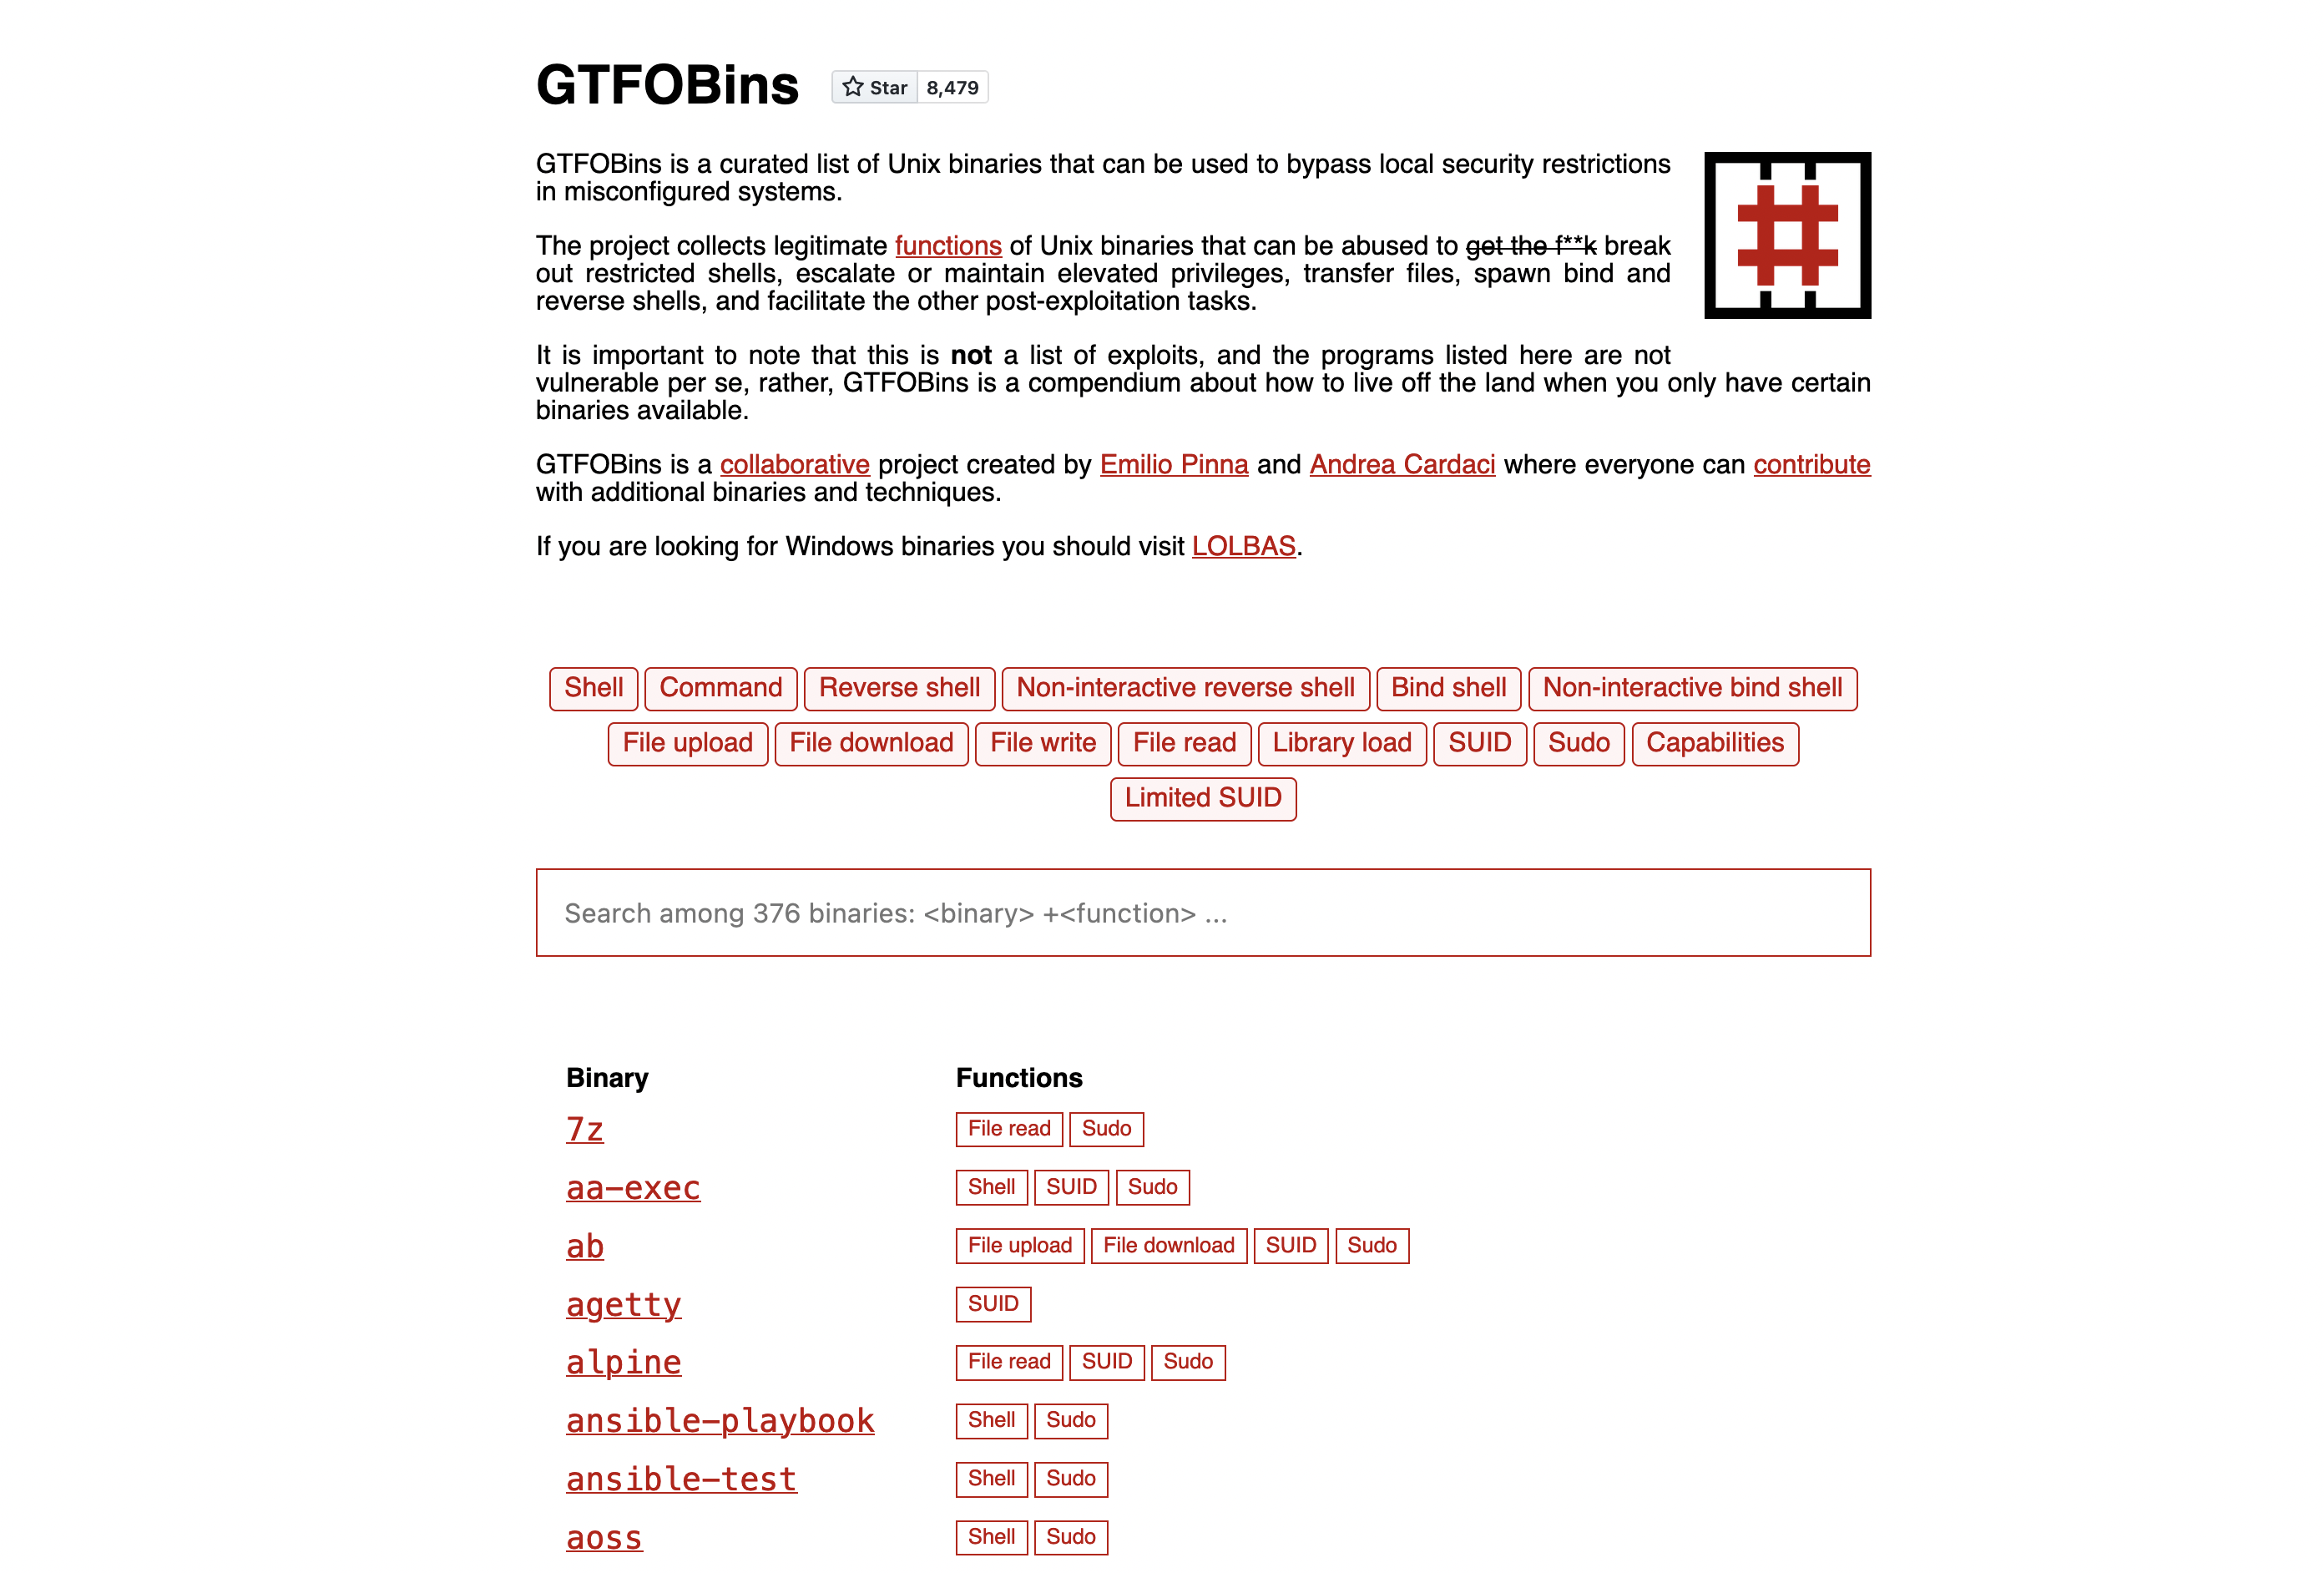 GTFOBins
Star 8,479
GTFOBins is a curated list of Unix binaries that can be used to bypass local security restrictions
in misconfigured systems.
The project collects legitimate functions of Unix binaries that can be abused to get the f**k break
out restricted shells, escalate or maintain elevated privileges, transfer files, spawn bind and
reverse shells, and facilitate the other post-exploitation tasks.
It is important to note that this is not a list of exploits, and the programs listed here are not
vulnerable per se, rather, GTFOBins is a compendium about how to live off the land when you only have certain
binaries available.
GTFOBins is a collaborative project created by Emilio Pinna and Andrea Cardaci where everyone can contribute
with additional binaries and techniques.
If you are looking for Windows binaries you should visit LOLBAS.
Shell Command Reverse shell Non-interactive reverse shell Bind shell Non-interactive bind shell
File upload File download File write File read Library load SUID Sudo Capabilities
Limited SUID
Search among 376 binaries: <binary> +<function> ...
Binary Functions
7z File read Sudo
aa-exec Shell SUID Sudo
ab File upload File download SUID Sudo
agetty SUID
alpine File read SUID Sudo
ansible-playbook Shell Sudo
ansible-test Shell Sudo
aoss Shell Sudo